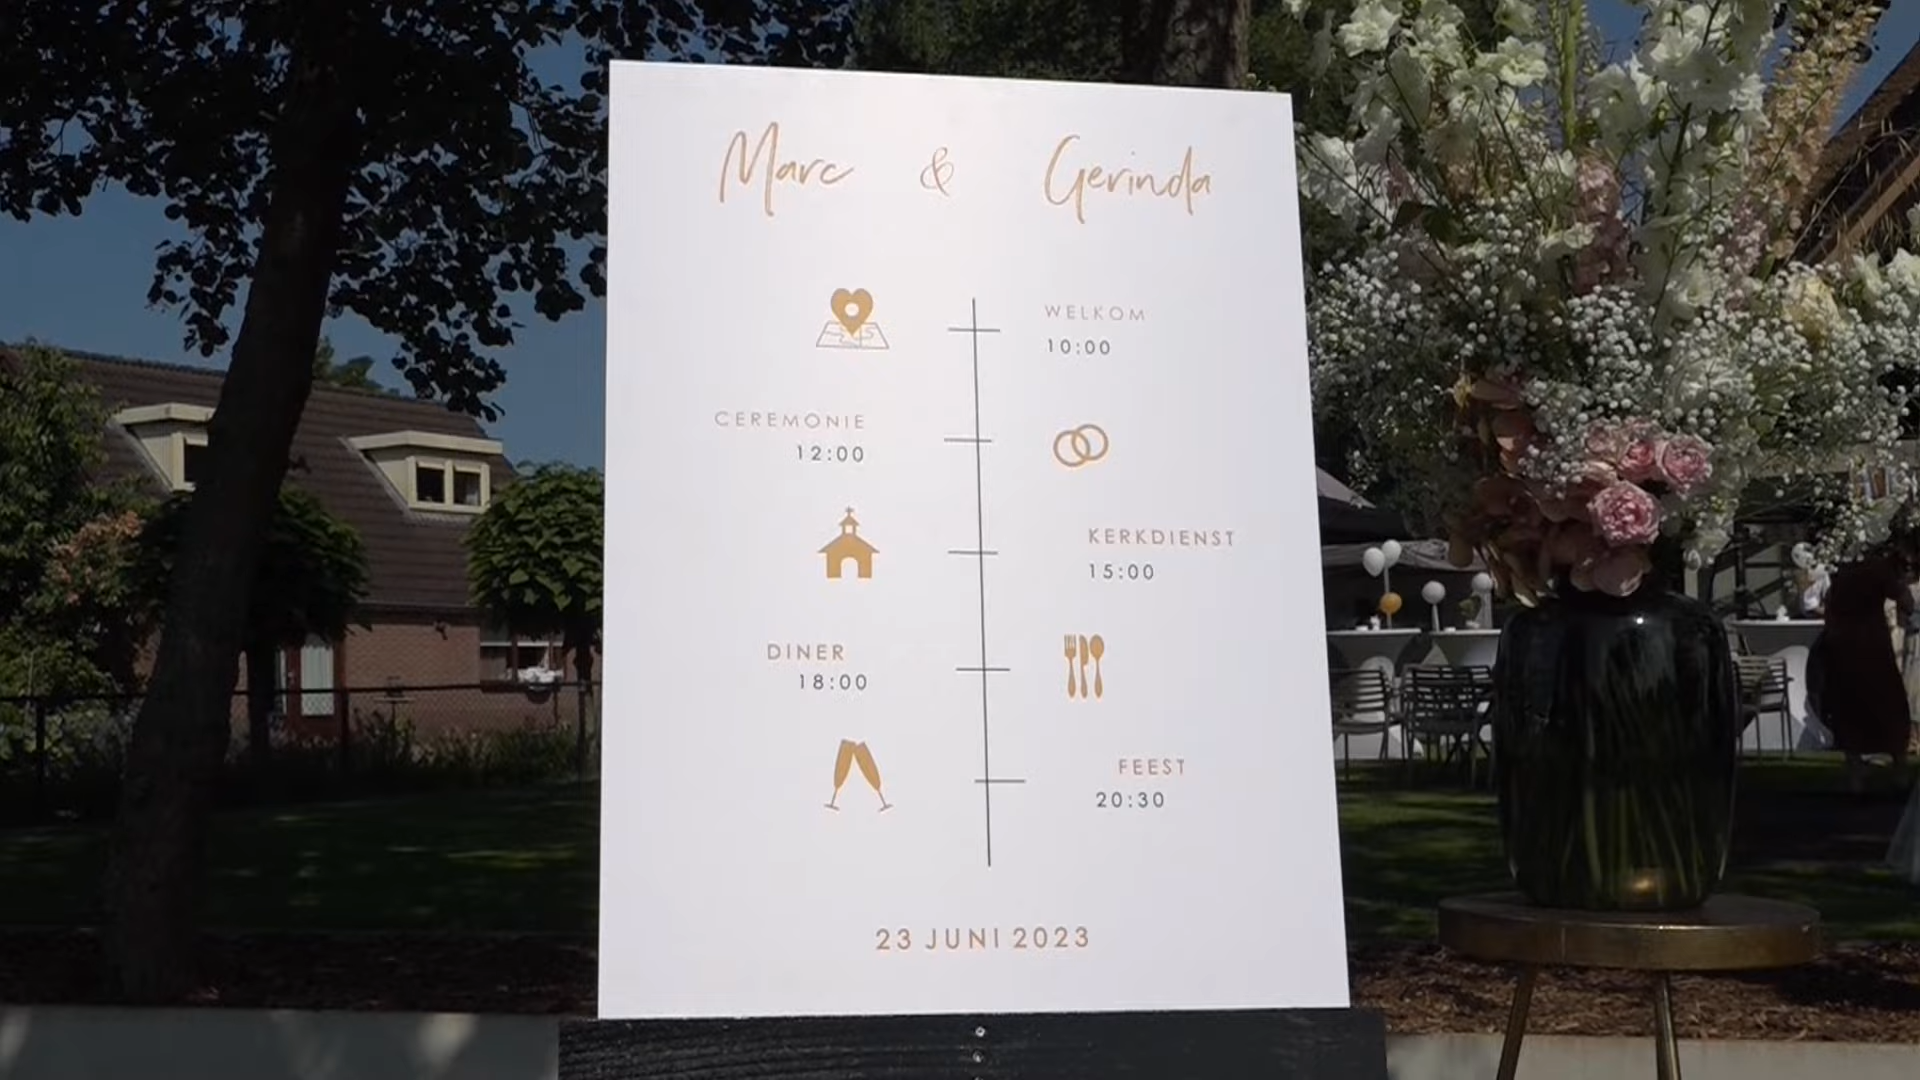 Marc & Gerinda
WELKOM
10:00
CEREMONIE
12:00
KERKDIENST
15:00
DINER
18:00
FEEST
20:30
23 JUNI 2023